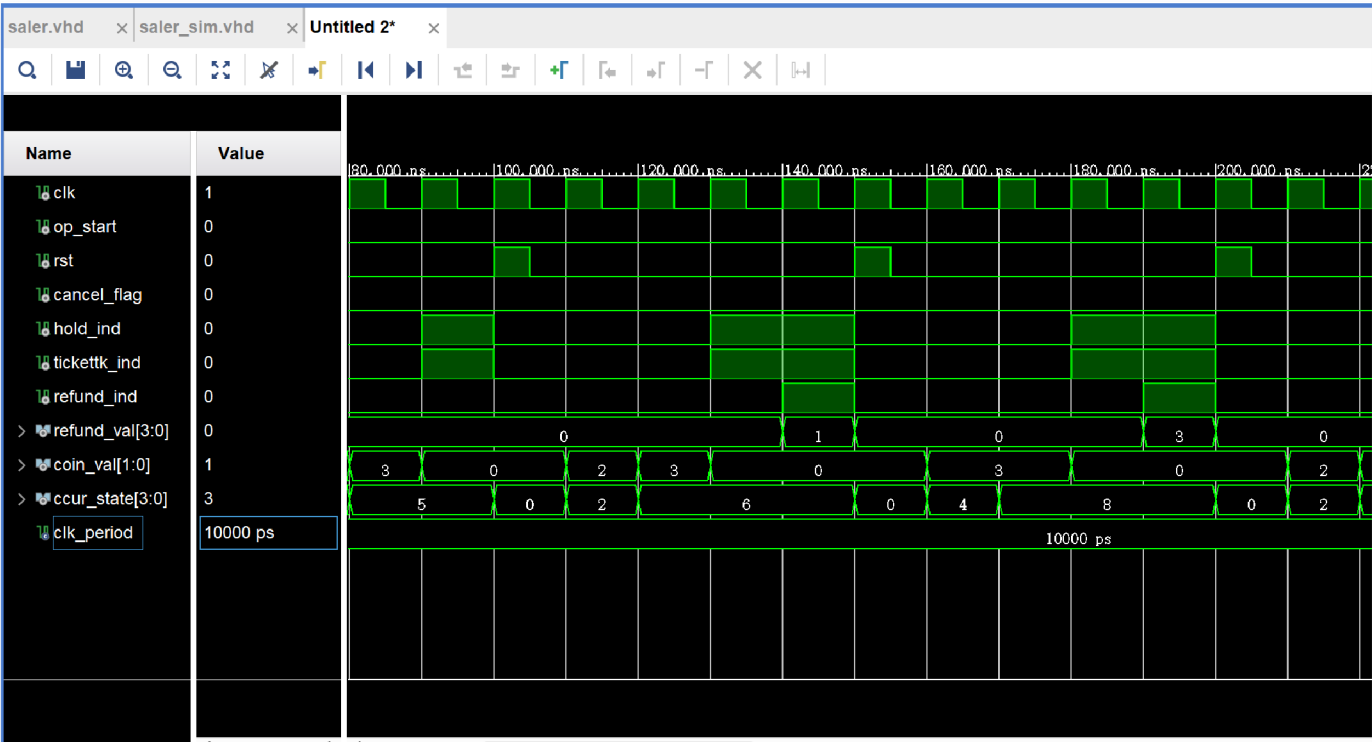 saler.vhd × saler_sim.vhd × Untitled 2* ×
Name Value
80.000 ns 100.000 ns 120.000 ns 140.000 ns 160.000 ns 180.000 ns 200.000 ns
clk 1
op_start 0
rst 0
cancel_flag 0
hold_ind 0
tickettk_ind 0
refund_ind 0
refund_val[3:0] 0 0 1 0 3 0
coin_val[1:0] 1 3 0 2 3 0 3 0 2
ccur_state[3:0] 3 5 0 2 6 0 4 8 0 2
clk_period 10000 ps 10000 ps